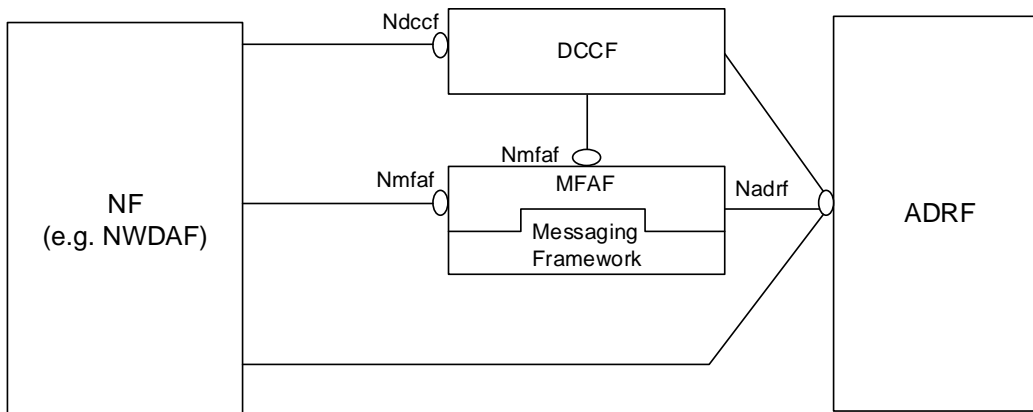 Ndccf
DCCF
Nmfaf
Nmfaf
MFAF
Nadrf
NF
(e.g. NWDAF)
Messaging
Framework
ADRF